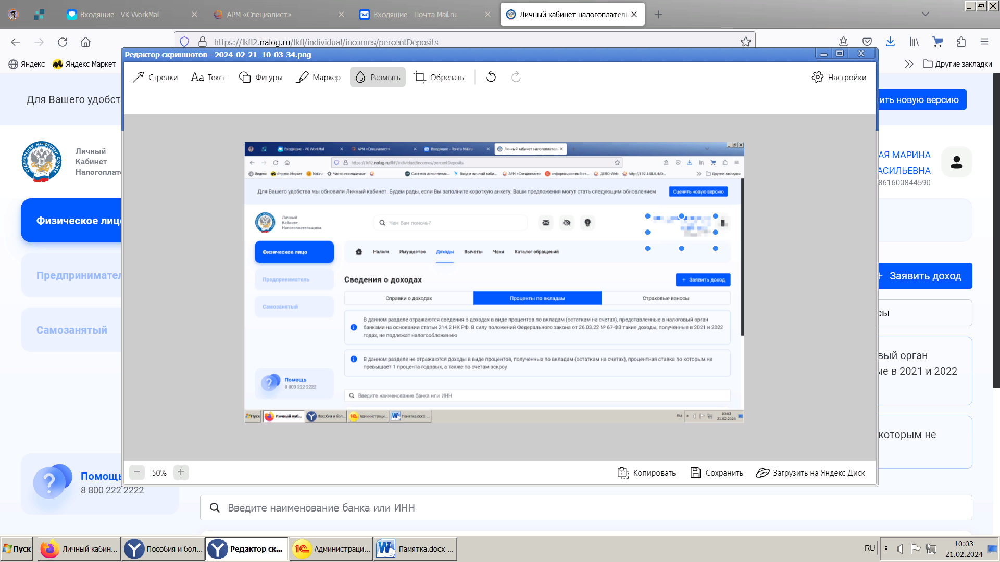 Входящие - VK WorkMail
АРМ «Специалист»
Входящие - Почта Mail.ru
Личный кабинет налогоплатель
https://lkfl2.nalog.ru/lkfl/individual/incomes/percentDeposits
Яндекс
Яндекс Маркет
Другие закладки
Редактор скриншотов - 2024-02-21_10-03-34.png
Стрелки
Текст
Фигуры
Маркер
Размыть
Обрезать
Настройки
Для Вашего удобст
ить новую версию
Личный
Кабинет
Налогоплат
АЯ МАРИНА
АСИЛЬЕВНА
861600844590
Физическое лиц
Предпринимател
Самозанятый
Заявить доход
сы
вый орган
ые в 2021 и 2022
которым не
Входящие - VK WorkMail
АРМ «Специалист»
Входящие - Почта Mail.ru
Личный кабинет налогоплатель
https://lkfl2.nalog.ru/lkfl/individual/incomes/percentDeposits
Яндекс
Яндекс Маркет
Mail.ru
Часто посещаемые
Система исполнения...
Вход в личный каби...
АРМ «Специалист»
информационный ст...
ДЕЛО-Web
http://192.168.0.4/D...
Другие закладки
Для Вашего удобства мы обновили Личный кабинет. Будем рады, если Вы заполните короткую анкету. Ваши предложения могут стать следующим обновлением
Оценить новую версию
Личный
Кабинет
Налогоплательщика
Чем Вам помочь?
Физическое лицо
Налоги
Имущество
Доходы
Вычеты
Чеки
Каталог обращений
Предприниматель
Самозанятый
Сведения о доходах
+ Заявить доход
Справки о доходах
Проценты по вкладам
Страховые взносы
В данном разделе отражаются сведения о доходах в виде процентов по вкладам (остаткам на счетах), представленные в налоговый орган
банками на основании статьи 214.2 НК РФ. В силу положений Федерального закона от 26.03.22 № 67-ФЗ такие доходы, полученные в 2021 и 2022
годах, не подлежат налогообложению
В данном разделе не отражаются доходы в виде процентов, полученных по вкладам (остаткам на счетах), процентная ставка по которым не
превышает 1 процента годовых, а также по счетам эскроу
Помощь
8 800 222 2222
Введите наименование банка или ИНН
Пуск
Личный каб...
Пособия и бол...
Администраци...
Памятка.docx ...
RU
10:03
21.02.2024
50%
Копировать
Сохранить
Загрузить на Яндекс Диск
Помощь
8 800 222 2222
Введите наименование банка или ИНН
Пуск
Личный кабин...
Пособия и бол...
Редактор ск...
Администраци...
Памятка.docx ...
RU
10:03
21.02.2024